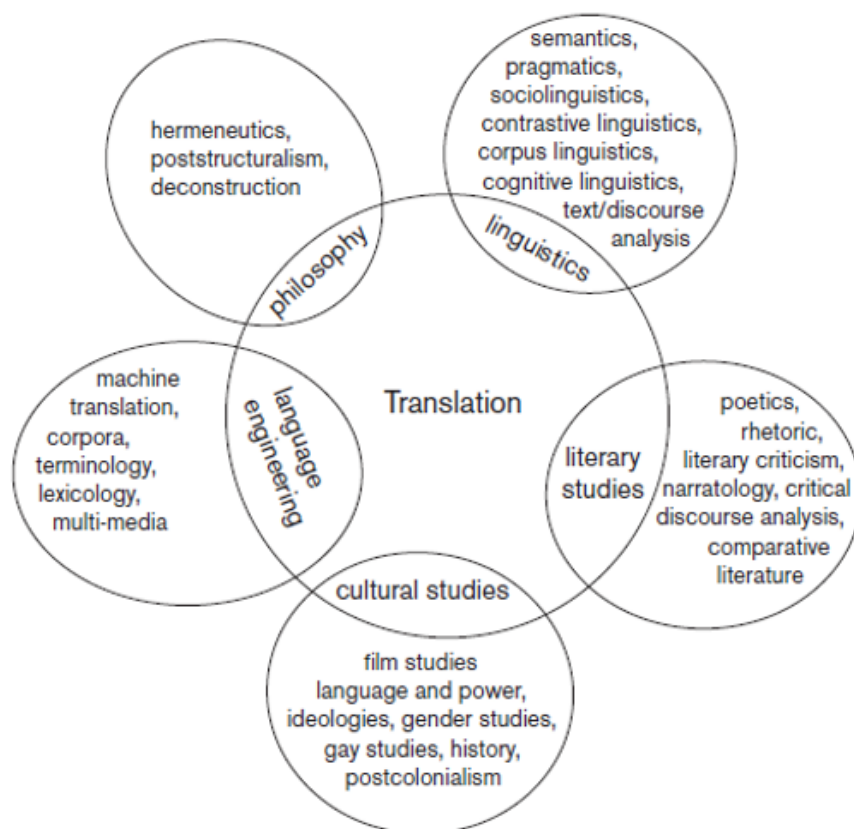 semantics,
pragmatics,
sociolinguistics,
contrastive linguistics,
corpus linguistics,
cognitive linguistics,
text/discourse
analysis
linguistics
hermeneutics,
poststructuralism,
deconstruction
philosophy
Translation
machine
translation,
corpora,
terminology,
lexicology,
multi-media
language
engineering
poetics,
rhetoric,
literary criticism,
narratology, critical
discourse analysis,
comparative
literature
literary
studies
cultural studies
film studies
language and power,
ideologies, gender studies,
gay studies, history,
postcolonialism